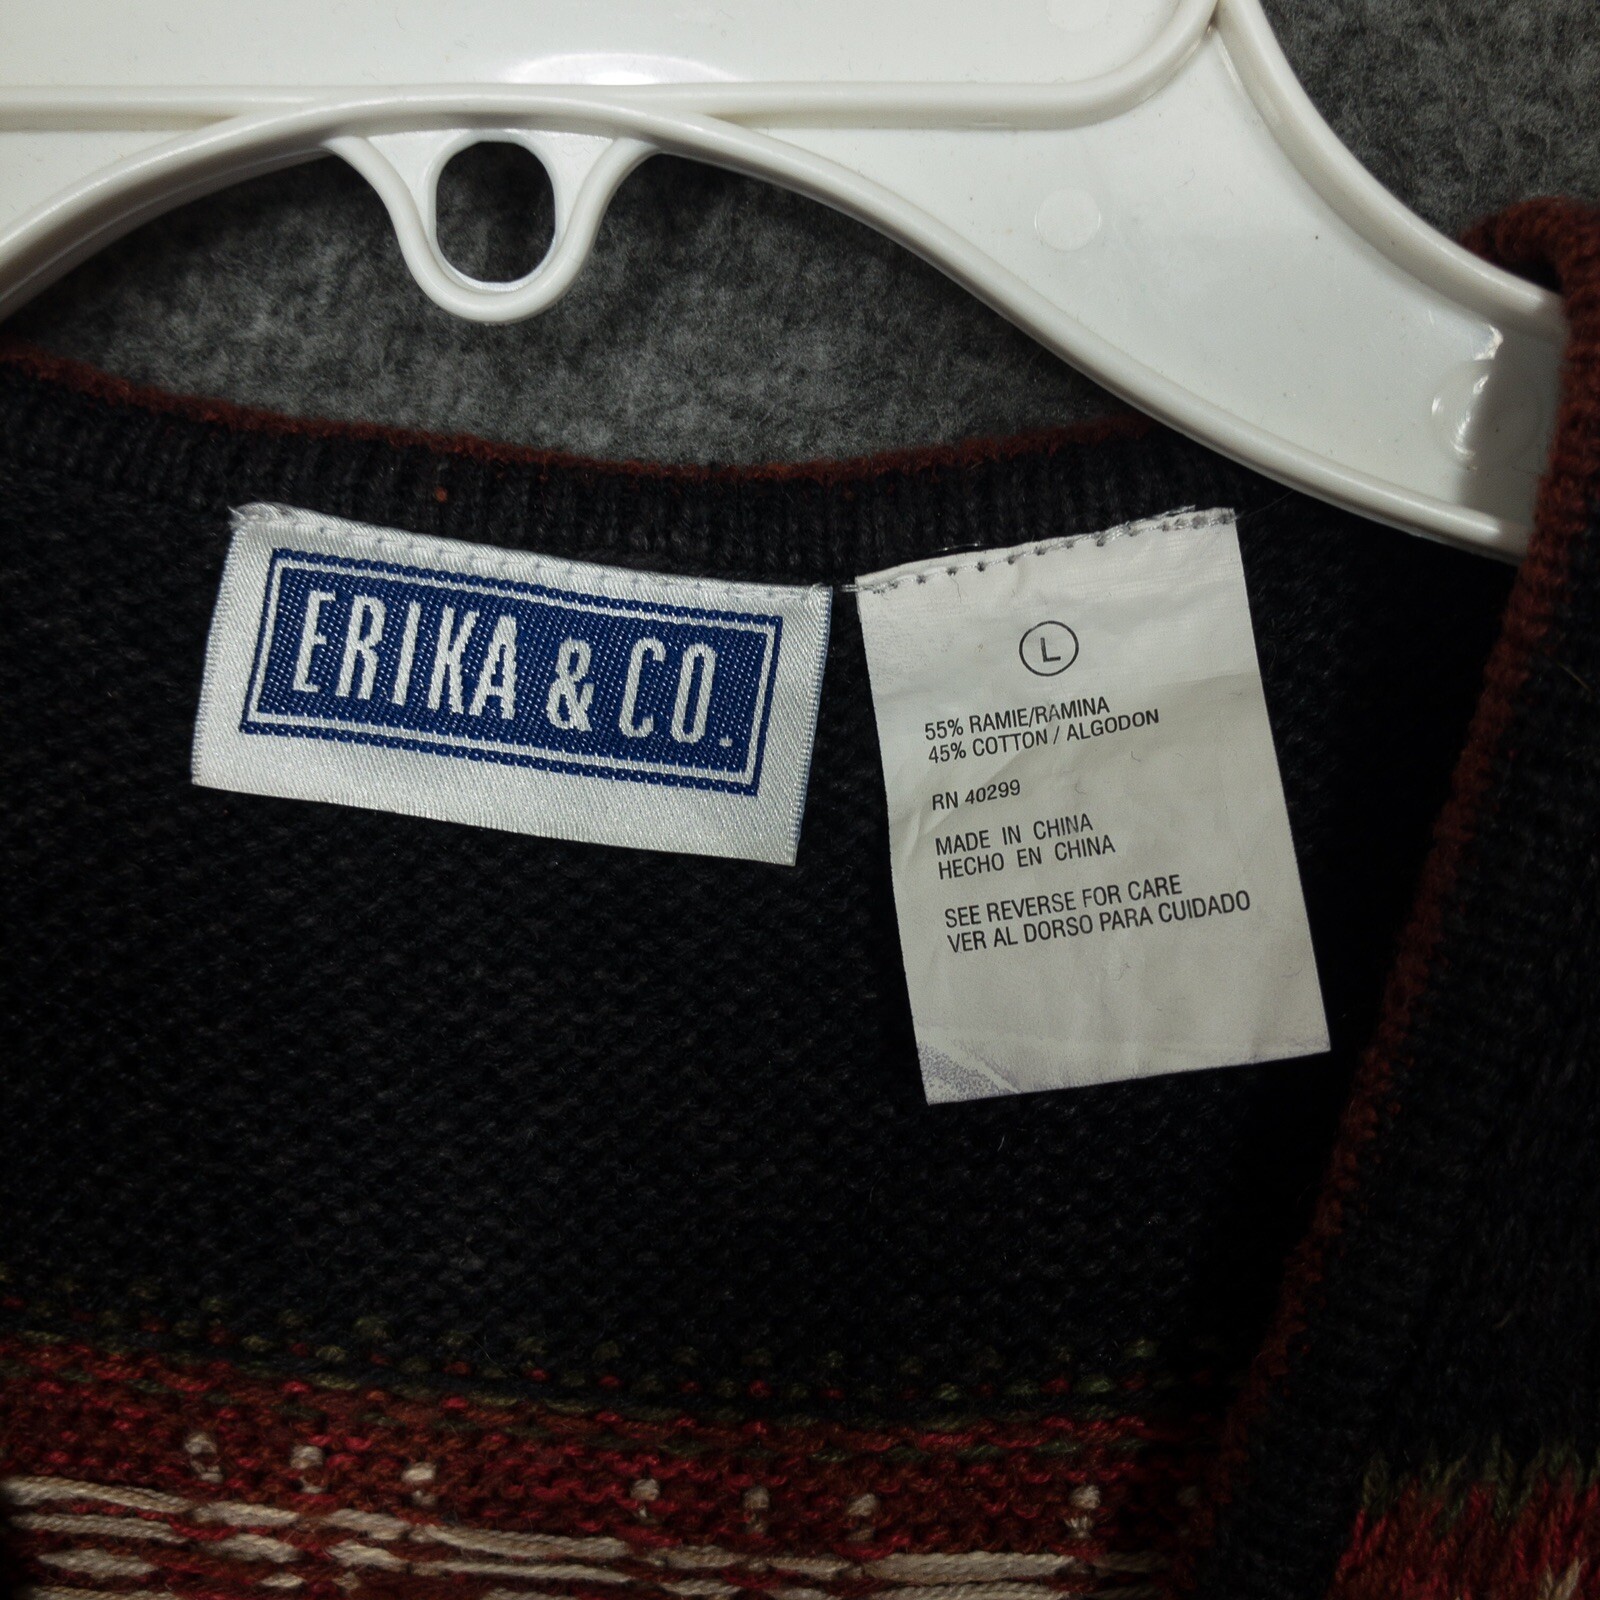 ERIKA & CO.
L
55% RAMIE/RAMINA
45% COTTON / ALGODON
RN 40299
MADE IN CHINA
HECHO EN CHINA
SEE REVERSE FOR CARE
VER AL DORSO PARA CUIDADO